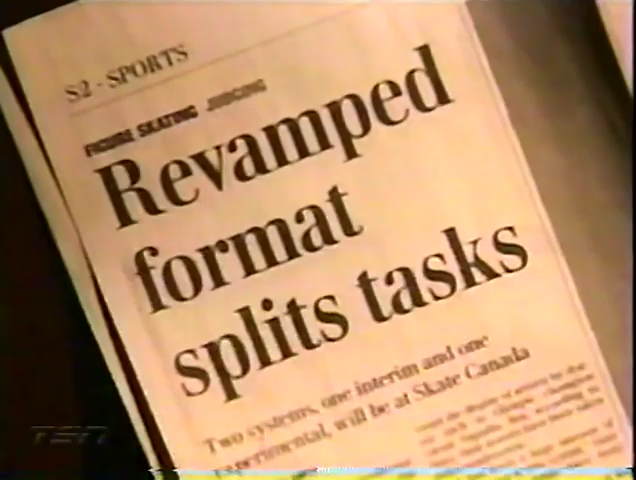 S2 - SPORTS
FIGURE SKATING JUDGING
Revamped
format
splits tasks
Two systems, one interim and one
experimental, will be at Skate Canada
TSN